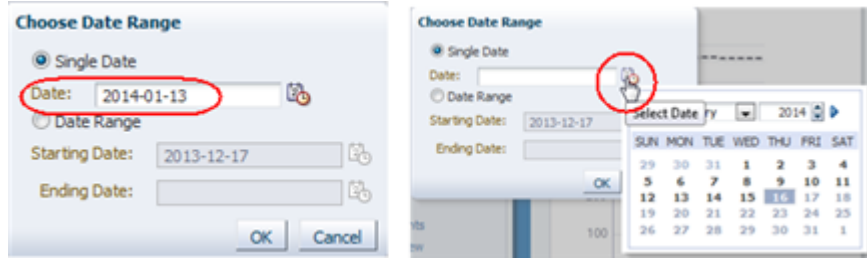 Choose Date Range
Single Date
Date: 2014-01-13
Date Range
Starting Date: 2013-12-17
Ending Date:
OK Cancel
Choose Date Range
Single Date
Date:
Date Range
Starting Date: 2013-12-17
Ending Date:
OK
Select Date ry 2014
SUN MON TUE WED THU FRI SAT
29 30 31 1 2 3 4
5 6 7 8 9 10 11
12 13 14 15 16 17 18
19 20 21 22 23 24 25
26 27 28 29 30 31 1
100